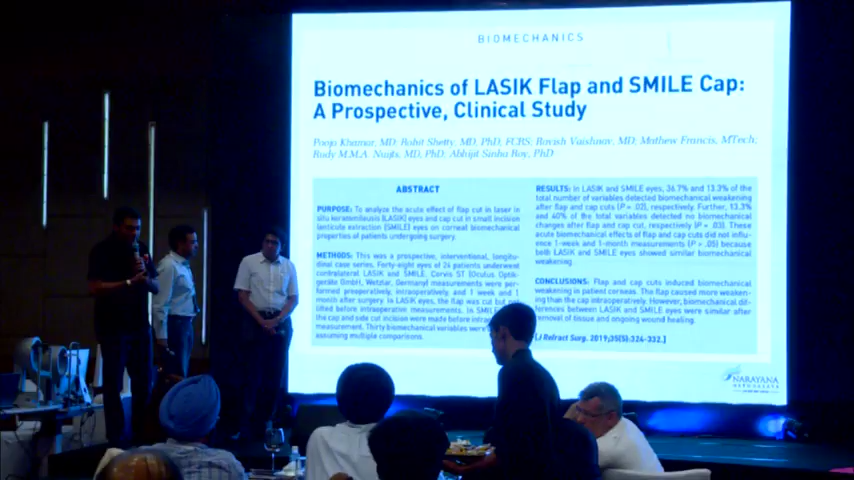 BIOMECHANICS
Biomechanics of LASIK Flap and SMILE Cap:
A Prospective, Clinical Study
Pooja Khamar, MD; Rohit Shetty, MD, PhD, FCRS; Ravish Vaishnav, MD; Mathew Francis, MTech;
Rudy M.M.A. Nuijts, MD, PhD; Abhijit Sinha Roy, PhD
ABSTRACT
PURPOSE: To analyze the acute effect of flap cut in laser in
situ keratomileusis (LASIK) eyes and cap cut in small incision
lenticule extraction (SMILE) eyes on corneal biomechanical
properties of patients undergoing surgery.
METHODS: This was a prospective, interventional, longitu-
dinal case series. Forty-eight eyes of 24 patients underwent
contralateral LASIK and SMILE. Corvis ST (Oculus Optik-
geräte GmbH, Wetzlar, Germany) measurements were per-
formed preoperatively, intraoperatively, and 1 week and 1
month after surgery. In LASIK eyes, the flap was cut but not
lifted before intraoperative measurements. In SMILE
the cap and side cut incision were made before
measurement. Thirty biomechanical variables were
assuming multiple comparisons.
RESULTS: In LASIK and SMILE eyes, 36.7% and 13.3% of the
total number of variables detected biomechanical weakening
after flap and cap cuts (P = .02), respectively. Further, 13.3%
and 40% of the total variables detected no biomechanical
changes after flap and cap cut, respectively (P = .03). These
acute biomechanical effects of flap and cap cuts did not influ-
ence 1-week and 1-month measurements (P > .05) because
both LASIK and SMILE eyes showed similar biomechanical
weakening.
CONCLUSIONS: Flap and cap cuts induced biomechanical
weakening in patient corneas. The flap caused more weaken-
ing than the cap intraoperatively. However, biomechanical dif-
ferences between LASIK and SMILE eyes were similar after
removal of tissue and ongoing wound healing.
[J Refract Surg. 2019;35(5):324-332.]
NARAYANA
NETHRALAYA